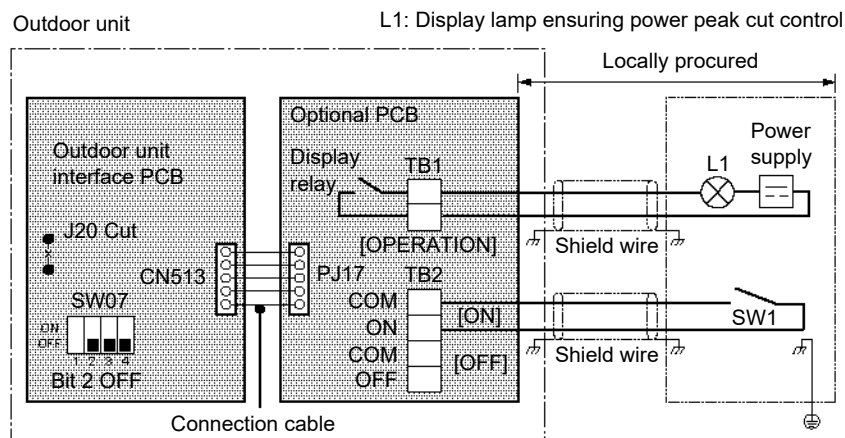 Outdoor unit
L1: Display lamp ensuring power peak cut control
Locally procured
Optional PCB
Outdoor unit
interface PCB
Display
relay
TB1
L1
Power
supply
J20 Cut
[OPERATION]
Shield wire
CN513
PJ17
TB2
SW07
COM
ON
[ON]
SW1
ON
OFF
COM
OFF
[OFF]
Shield wire
1 2 3 4
Bit 2 OFF
Connection cable